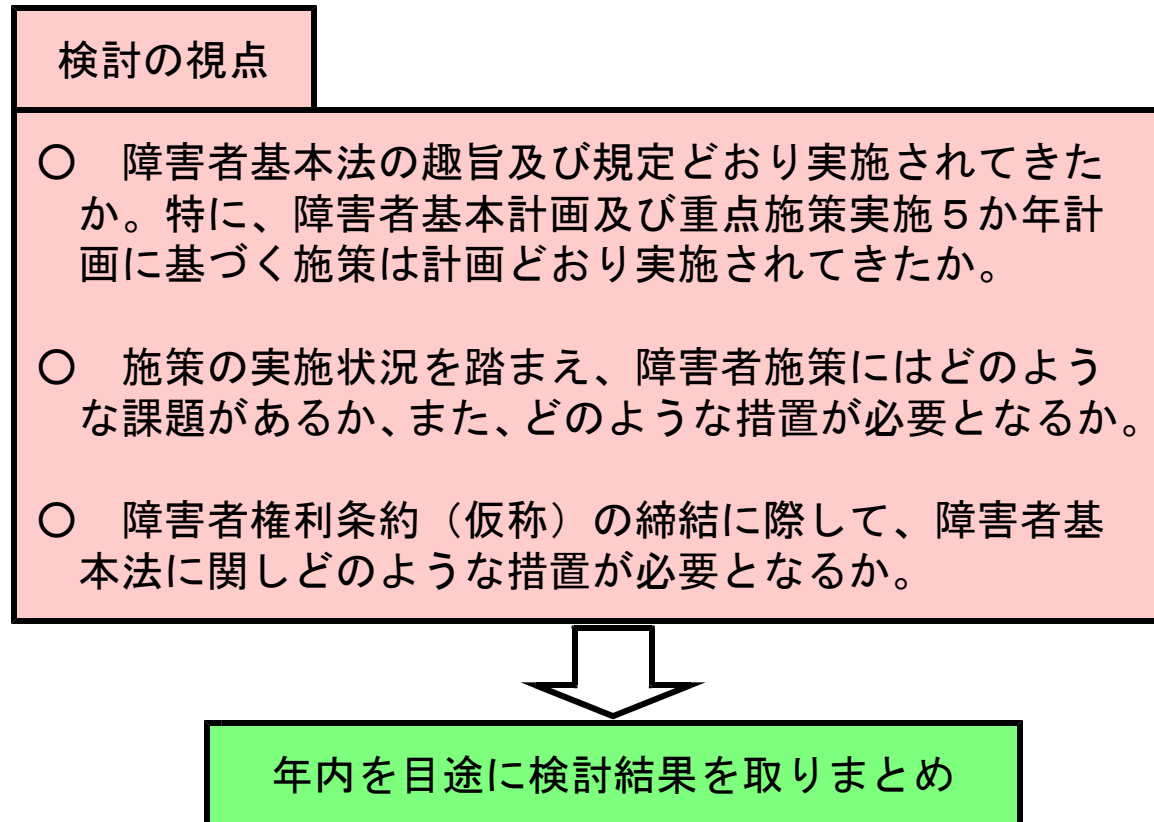 検討の視点
○　障害者基本法の趣旨及び規定どおり実施されてきた
か。特に、障害者基本計画及び重点施策実施５か年計
画に基づく施策は計画どおり実施されてきたか。
○　施策の実施状況を踏まえ、障害者施策にはどのよう
な課題があるか、また、どのような措置が必要となるか。
○　障害者権利条約（仮称）の締結に際して、障害者基
本法に関しどのような措置が必要となるか。
年内を目途に検討結果を取りまとめ